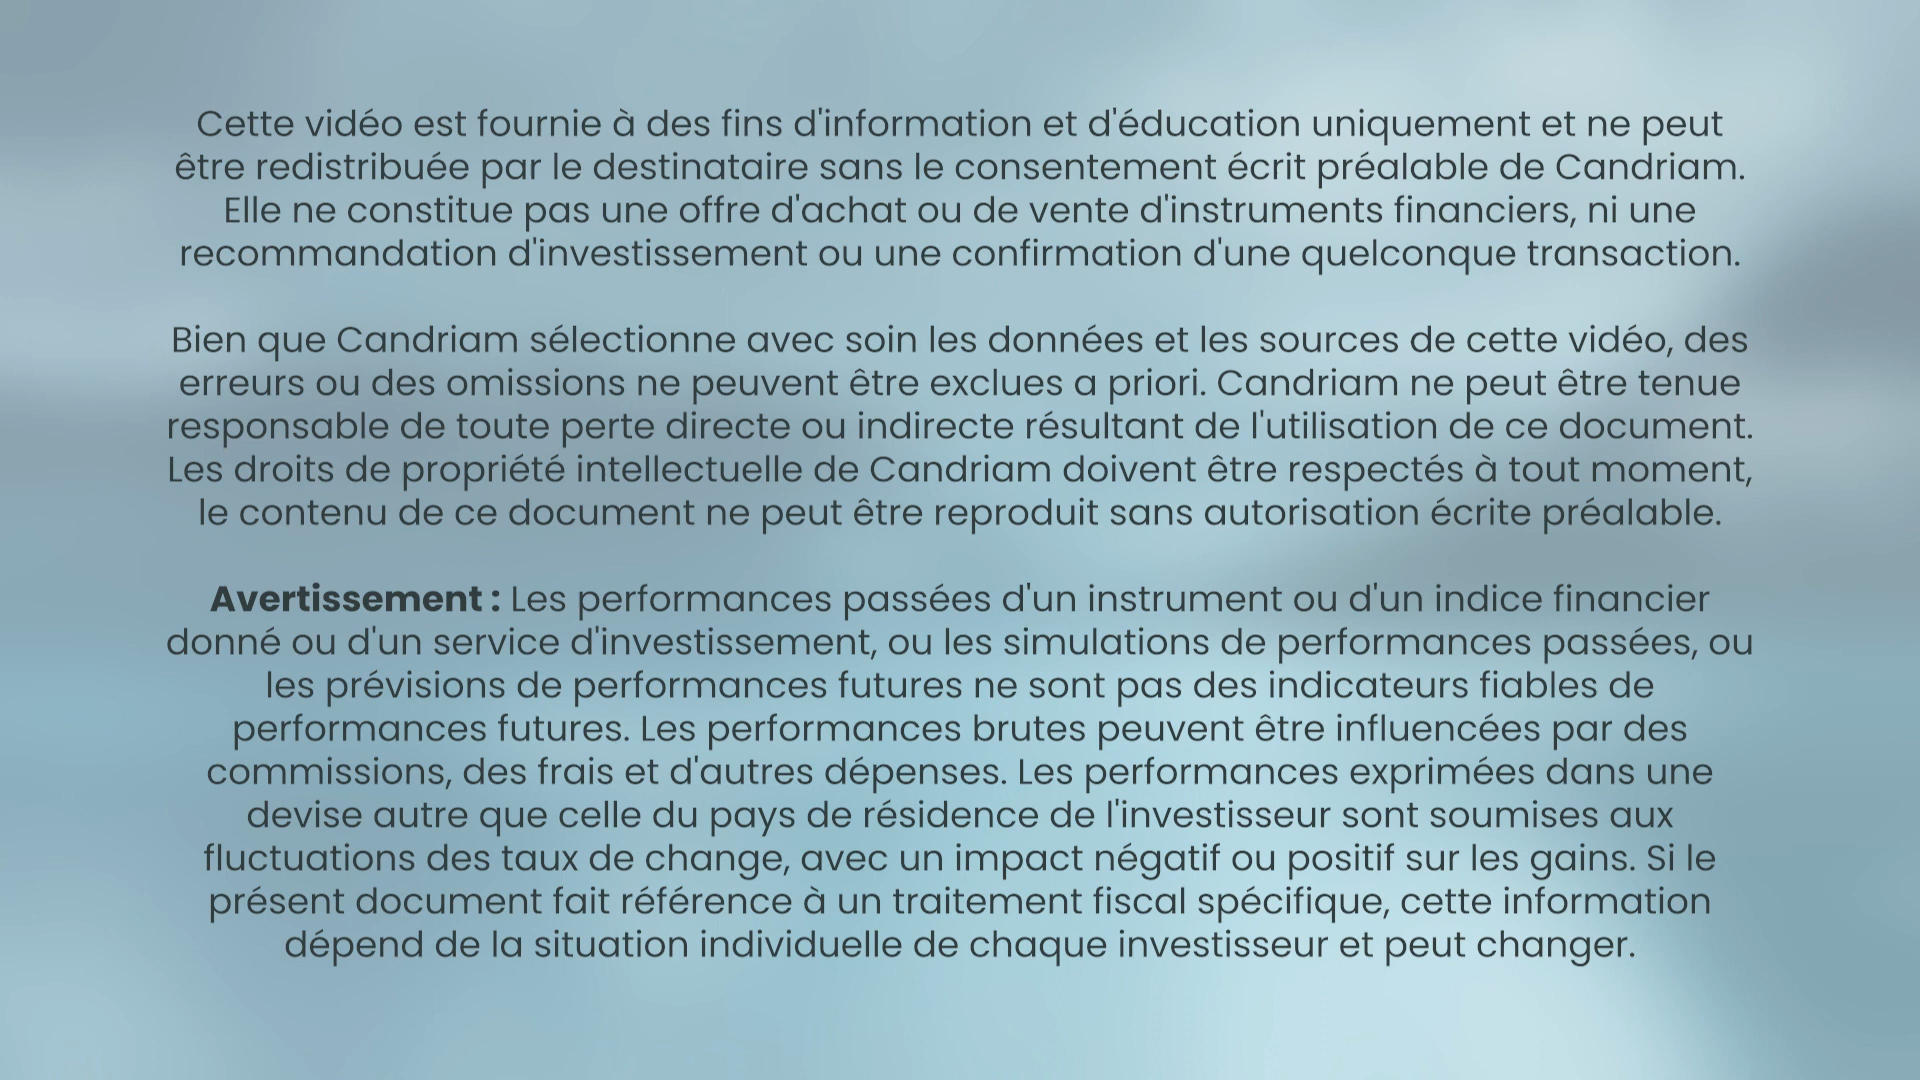 Cette vidéo est fournie à des fins d'information et d'éducation uniquement et ne peut
être redistribuée par le destinataire sans le consentement écrit préalable de Candriam.
Elle ne constitue pas une offre d'achat ou de vente d'instruments financiers, ni une
recommandation d'investissement ou une confirmation d'une quelconque transaction.
Bien que Candriam sélectionne avec soin les données et les sources de cette vidéo, des
erreurs ou des omissions ne peuvent être exclues a priori. Candriam ne peut être tenue
responsable de toute perte directe ou indirecte résultant de l'utilisation de ce document.
Les droits de propriété intellectuelle de Candriam doivent être respectés à tout moment,
le contenu de ce document ne peut être reproduit sans autorisation écrite préalable.
Avertissement : Les performances passées d'un instrument ou d'un indice financier
donné ou d'un service d'investissement, ou les simulations de performances passées, ou
les prévisions de performances futures ne sont pas des indicateurs fiables de
performances futures. Les performances brutes peuvent être influencées par des
commissions, des frais et d'autres dépenses. Les performances exprimées dans une
devise autre que celle du pays de résidence de l'investisseur sont soumises aux
fluctuations des taux de change, avec un impact négatif ou positif sur les gains. Si le
présent document fait référence à un traitement fiscal spécifique, cette information
dépend de la situation individuelle de chaque investisseur et peut changer.